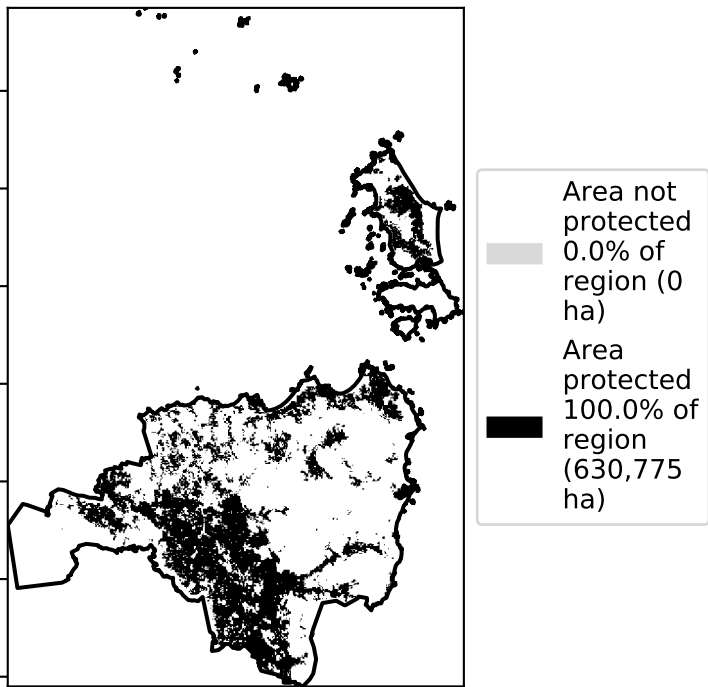 Area not
protected
0.0% of
region (0
ha)
Area
protected
100.0% of
region
(630,775
ha)